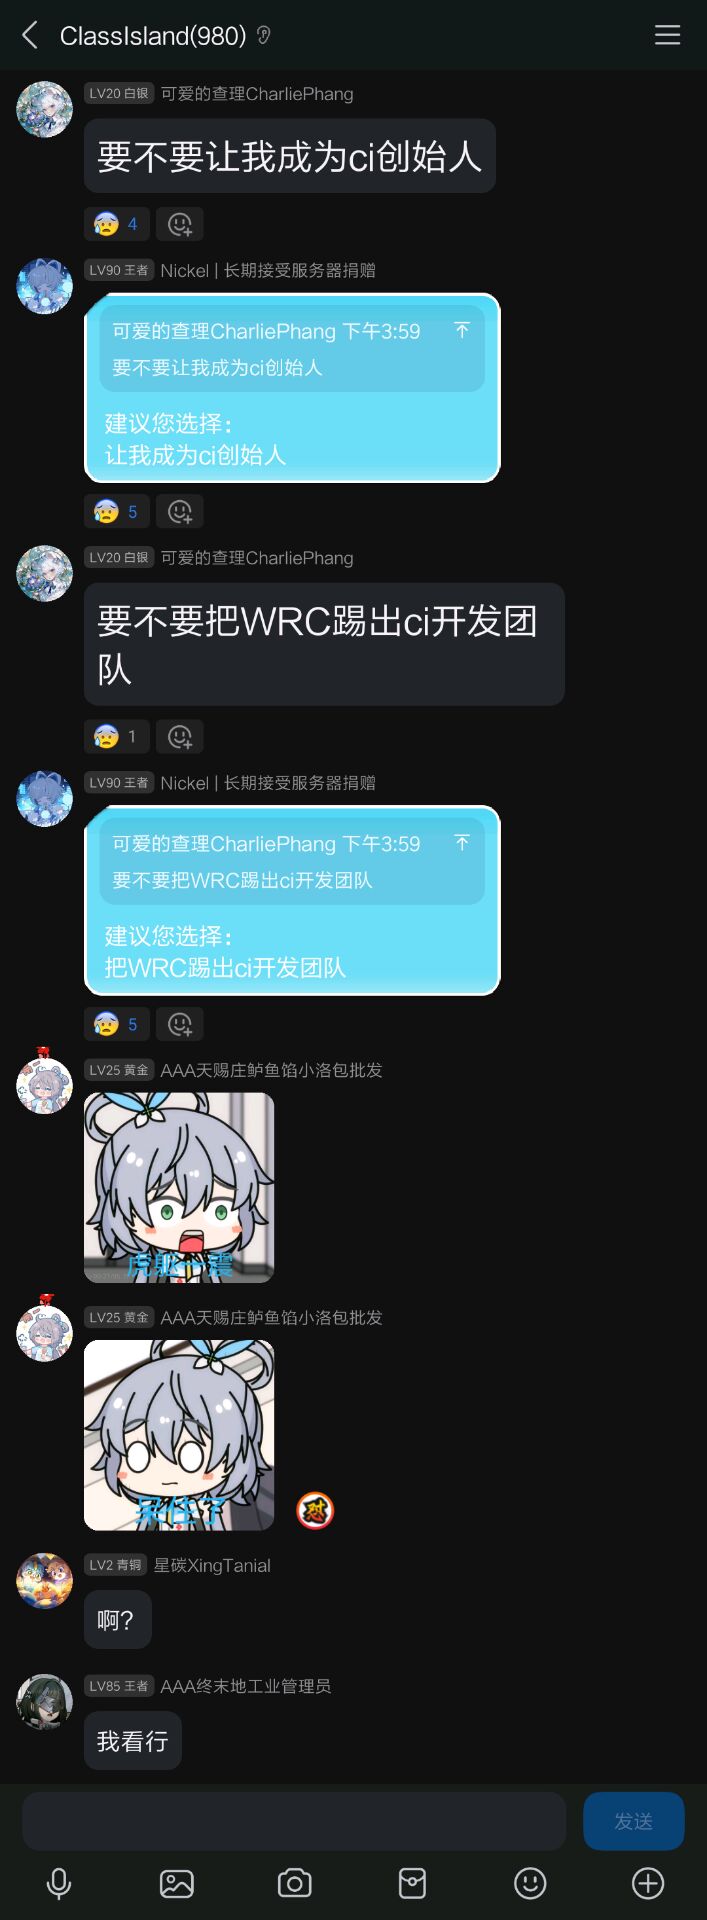 ClassIsland(980)
LV20 白银 可爱的查理CharliePhang
要不要让我成为ci创始人
4
LV90 王者 Nickel | 长期接受服务器捐赠
可爱的查理CharliePhang 下午3:59
要不要让我成为ci创始人
建议您选择：
让我成为ci创始人
5
LV20 白银 可爱的查理CharliePhang
要不要把WRC踢出ci开发团
队
1
LV90 王者 Nickel | 长期接受服务器捐赠
可爱的查理CharliePhang 下午3:59
要不要把WRC踢出ci开发团队
建议您选择：
把WRC踢出ci开发团队
5
LV25 黄金 AAA天赐庄鲈鱼馅小洛包批发
虎躯一震
LV25 黄金 AAA天赐庄鲈鱼馅小洛包批发
呆住了
怼
LV2 青铜 星碳XingTanial
啊?
LV85 王者 AAA终末地工业管理员
我看行
发送